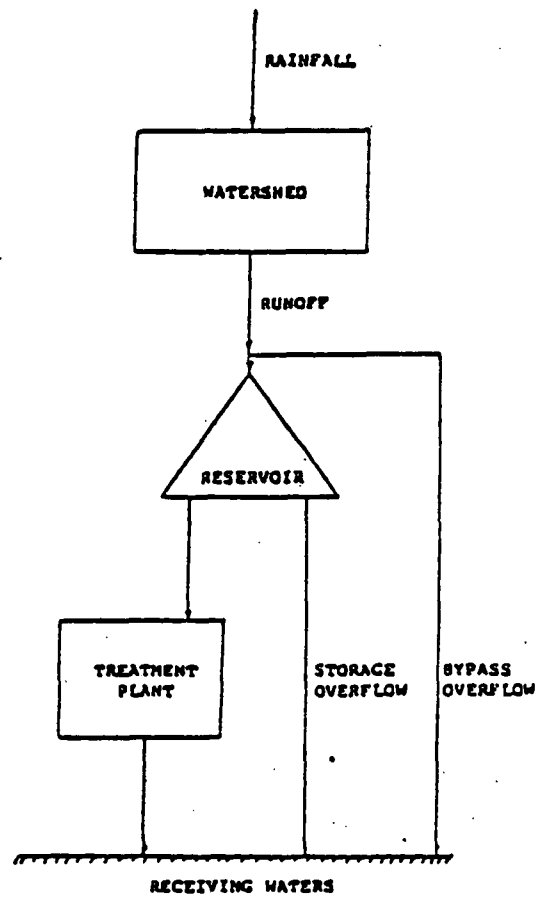 RAINFALL
WATERSHED
RUNOFF
RESERVOIR
TREATMENT
PLANT
STORAGE
OVERFLOW
BYPASS
OVERFLOW
RECEIVING WATERS